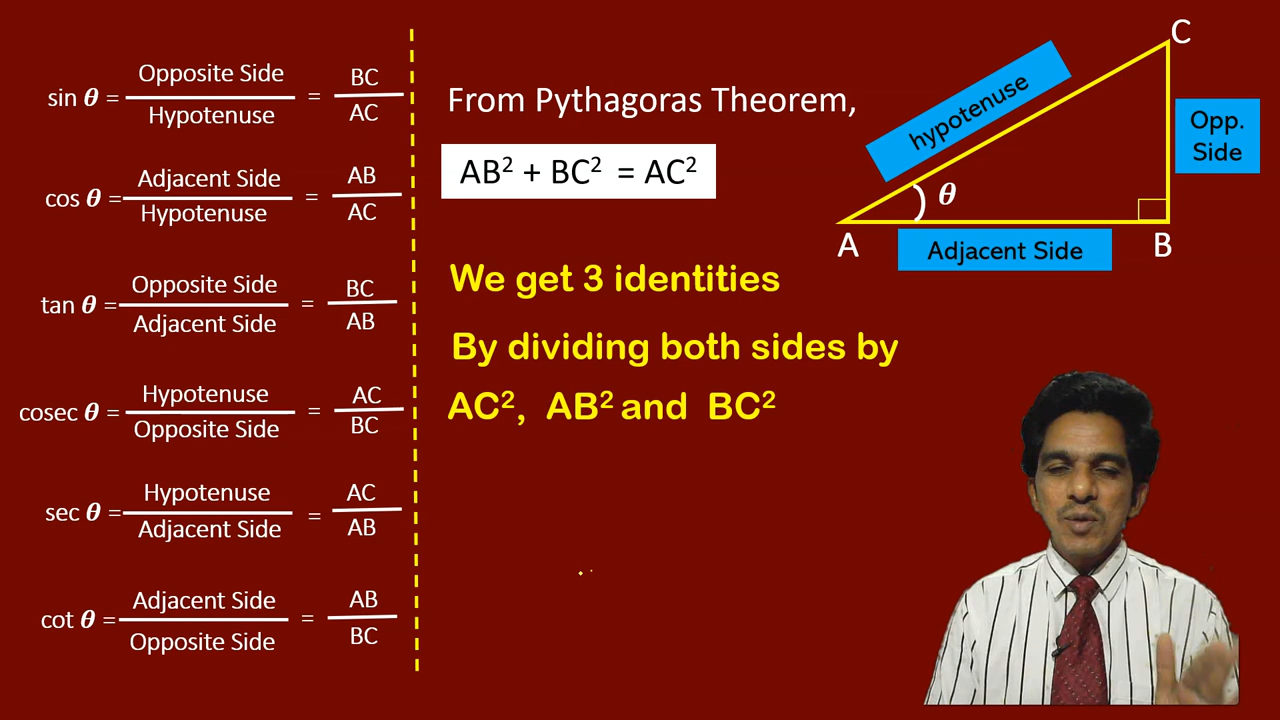 sin θ = Opposite Side / Hypotenuse = BC / AC
cos θ = Adjacent Side / Hypotenuse = AB / AC
tan θ = Opposite Side / Adjacent Side = BC / AB
cosec θ = Hypotenuse / Opposite Side = AC / BC
sec θ = Hypotenuse / Adjacent Side = AC / AB
cot θ = Adjacent Side / Opposite Side = AB / BC
From Pythagoras Theorem,
AB² + BC² = AC²
We get 3 identities
By dividing both sides by
AC², AB² and BC²
C
hypotenuse
Opp.
Side
θ
A
B
Adjacent Side